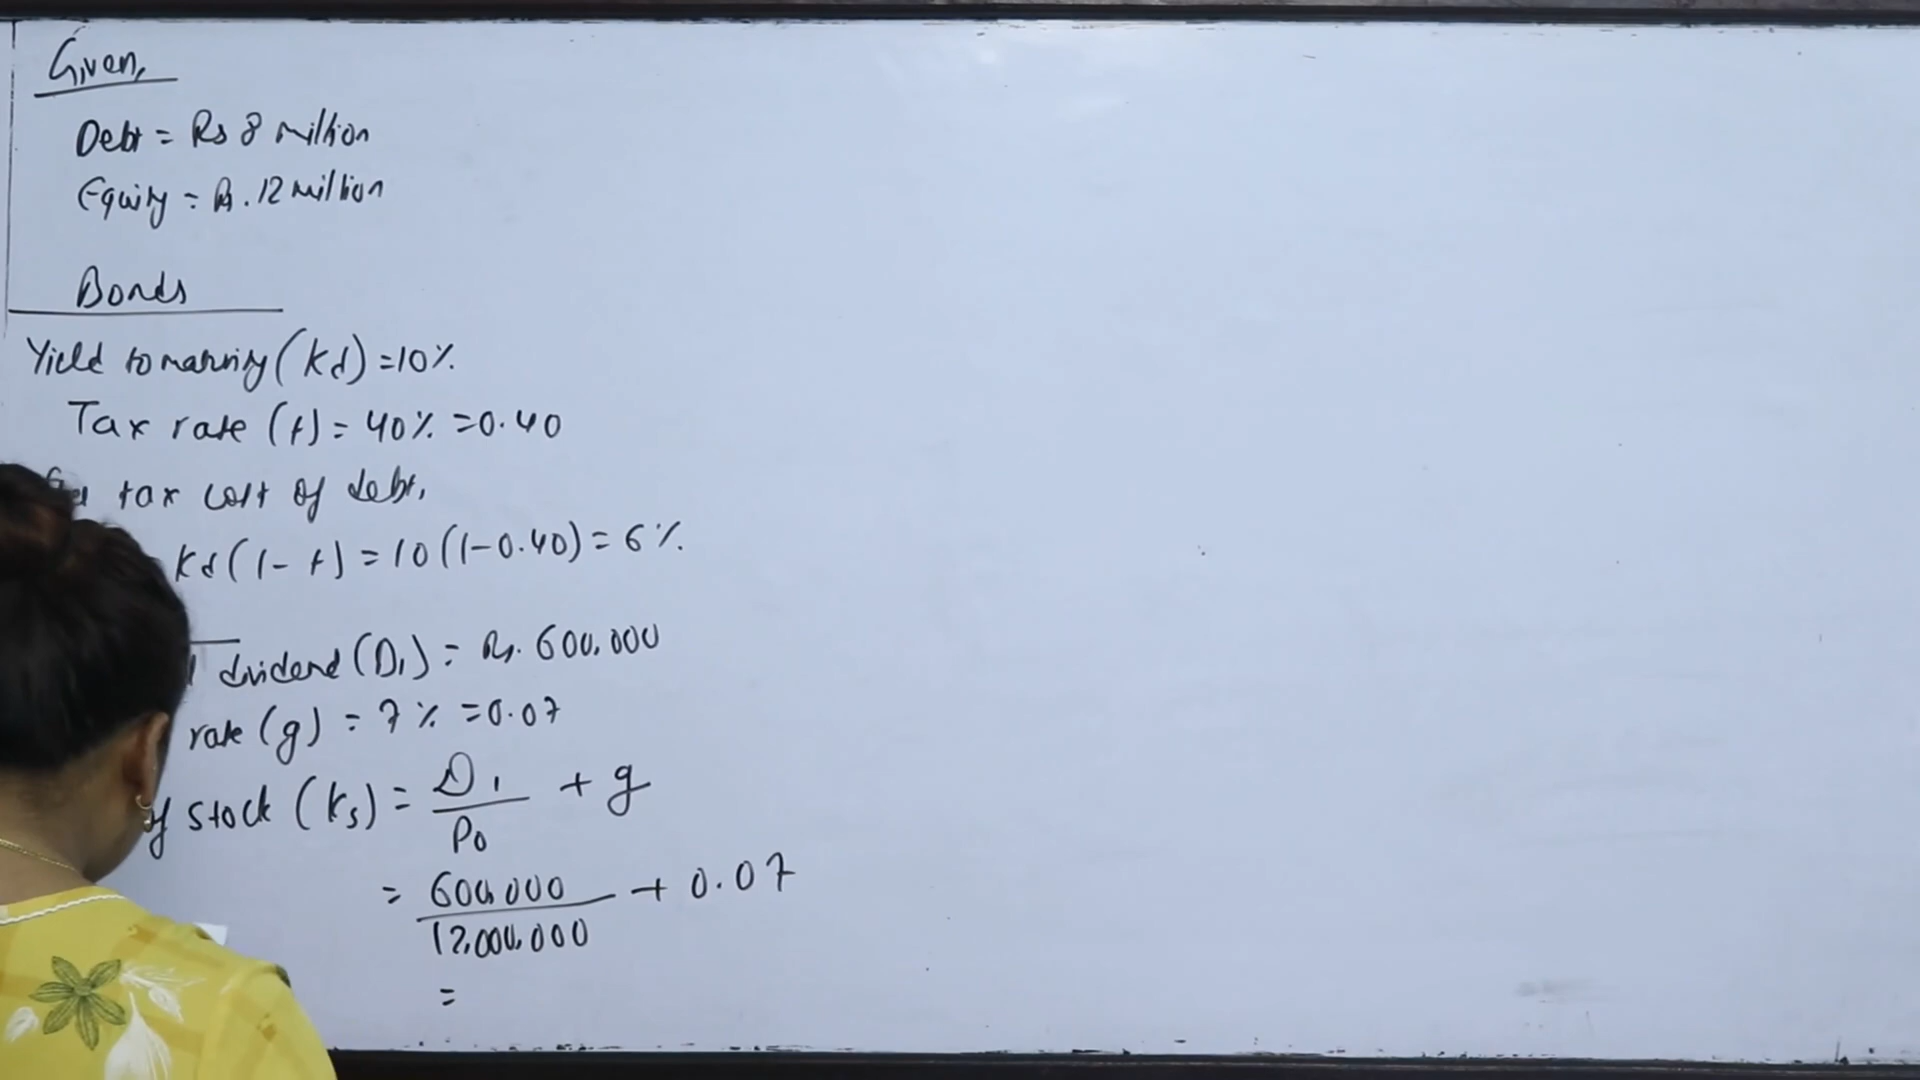 Given,
Debt = Rs 8 million
Equity = Rs. 12 million
Bonds
Yield to maturity (Kd) = 10%.
Tax rate (t) = 40% = 0.40
tax cost of debt,
Kd(1-t) = 10(1-0.40) = 6%.
dividend (D1) = Rs. 600,000
rate (g) = 7% = 0.07
stock (Ks) = D1/P0 + g
= 600,000/12,000,000 + 0.07
=